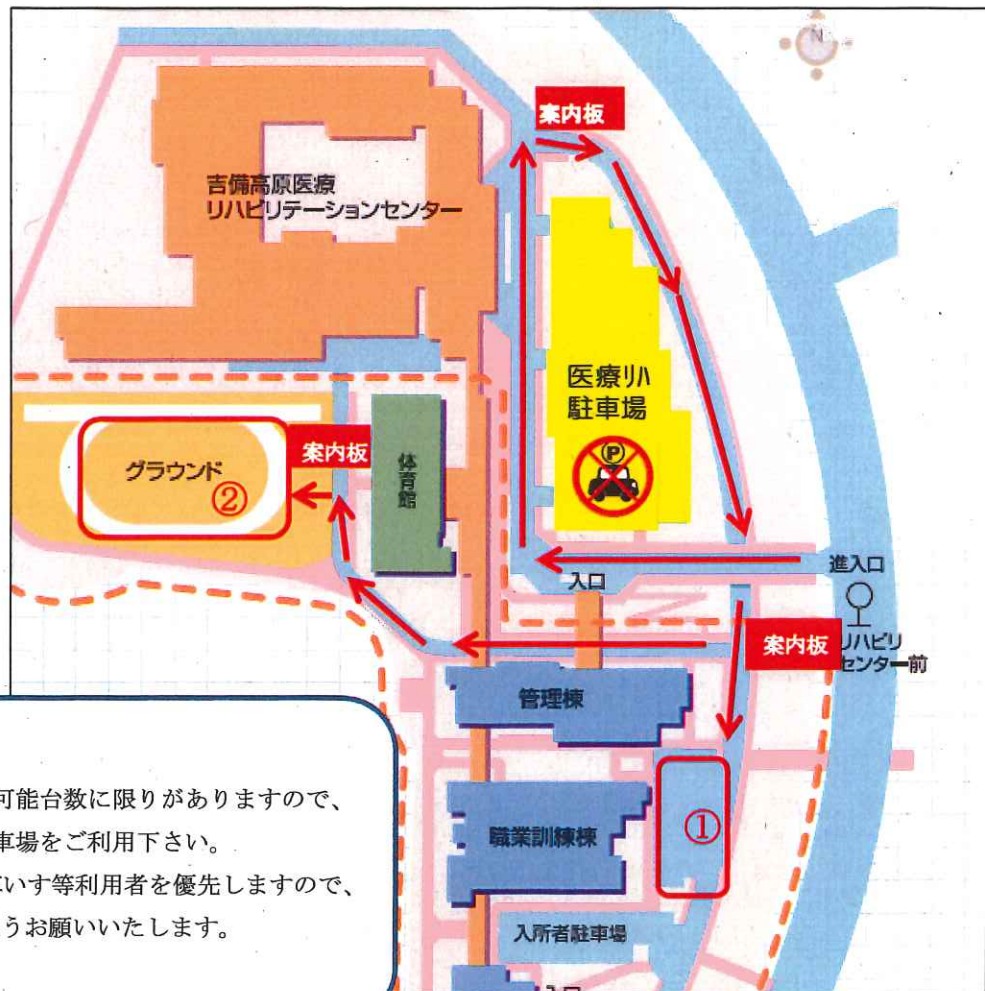 N
案内板
吉備高原医療
リハビリテーションセンター
医療リハ
駐車場
P
案内板
グラウンド
②
体育館
進入口
入口
案内板
リハビリ
センター前
管理棟
可能台数に限りがありますので、
車場をご利用下さい。
職業訓練棟
①
いす等利用者を優先しますので、
うお願いいたします。
入所者駐車場
入口